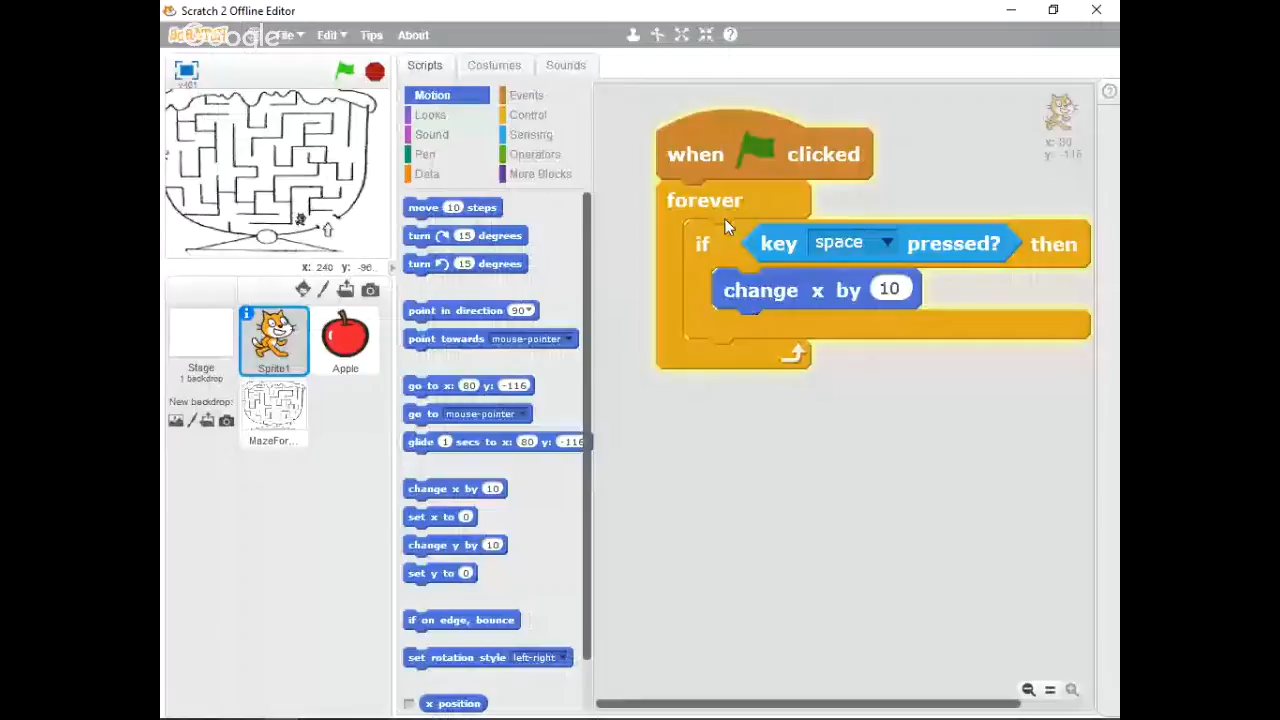 Scratch 2 Offline Editor
SCRATCH File Edit Tips About
Google
v461
Scripts Costumes Sounds
Motion Events
Looks Control
Sound Sensing
Pen Operators
Data More Blocks
x: 240 y: -96
Sprite1
Apple
Stage
1 backdrop
New backdrop:
MazeFor...
move 10 steps
turn 15 degrees
turn 15 degrees
point in direction 90
point towards mouse-pointer
go to x: 80 y: -116
go to mouse-pointer
glide 1 secs to x: 80 y: -116
change x by 10
set x to 0
change y by 10
set y to 0
if on edge, bounce
set rotation style left-right
x position
when clicked
forever
if key space pressed? then
change x by 10
x: 80
y: -116